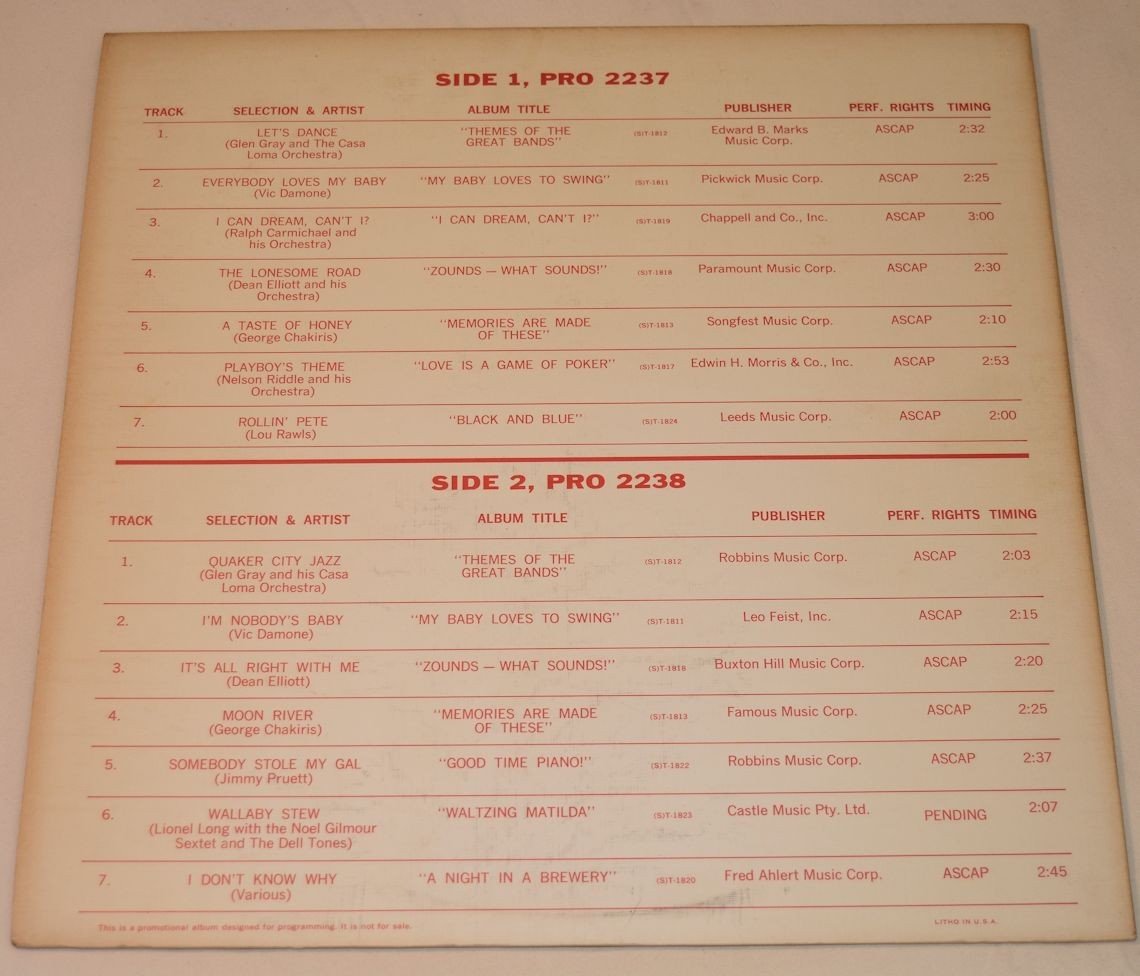 SIDE 1, PRO 2237
TRACK SELECTION & ARTIST ALBUM TITLE PUBLISHER PERF. RIGHTS TIMING
1. LET'S DANCE "THEMES OF THE (S)T-1812 Edward B. Marks ASCAP 2:32
(Glen Gray and The Casa GREAT BANDS" Music Corp.
Loma Orchestra)
2. EVERYBODY LOVES MY BABY "MY BABY LOVES TO SWING" (S)T-1811 Pickwick Music Corp. ASCAP 2:25
(Vic Damone)
3. I CAN DREAM, CAN'T I? "I CAN DREAM, CAN'T I?" (S)T-1819 Chappell and Co., Inc. ASCAP 3:00
(Ralph Carmichael and
his Orchestra)
4. THE LONESOME ROAD "ZOUNDS — WHAT SOUNDS!" (S)T-1818 Paramount Music Corp. ASCAP 2:30
(Dean Elliott and his
Orchestra)
5. A TASTE OF HONEY "MEMORIES ARE MADE (S)T-1813 Songfest Music Corp. ASCAP 2:10
(George Chakiris) OF THESE"
6. PLAYBOY'S THEME "LOVE IS A GAME OF POKER" (S)T-1817 Edwin H. Morris & Co., Inc. ASCAP 2:53
(Nelson Riddle and his
Orchestra)
7. ROLLIN' PETE "BLACK AND BLUE" (S)T-1824 Leeds Music Corp. ASCAP 2:00
(Lou Rawls)
SIDE 2, PRO 2238
TRACK SELECTION & ARTIST ALBUM TITLE PUBLISHER PERF. RIGHTS TIMING
1. QUAKER CITY JAZZ "THEMES OF THE (S)T-1812 Robbins Music Corp. ASCAP 2:03
(Glen Gray and his Casa GREAT BANDS"
Loma Orchestra)
2. I'M NOBODY'S BABY "MY BABY LOVES TO SWING" (S)T-1811 Leo Feist, Inc. ASCAP 2:15
(Vic Damone)
3. IT'S ALL RIGHT WITH ME "ZOUNDS — WHAT SOUNDS!" (S)T-1818 Buxton Hill Music Corp. ASCAP 2:20
(Dean Elliott)
4. MOON RIVER "MEMORIES ARE MADE (S)T-1813 Famous Music Corp. ASCAP 2:25
(George Chakiris) OF THESE"
5. SOMEBODY STOLE MY GAL "GOOD TIME PIANO!" (S)T-1822 Robbins Music Corp. ASCAP 2:37
(Jimmy Pruett)
6. WALLABY STEW "WALTZING MATILDA" (S)T-1823 Castle Music Pty. Ltd. PENDING 2:07
(Lionel Long with the Noel Gilmour
Sextet and The Dell Tones)
7. I DON'T KNOW WHY "A NIGHT IN A BREWERY" (S)T-1820 Fred Ahlert Music Corp. ASCAP 2:45
(Various)
This is a promotional album designed for programming. It is not for sale. LITHO IN U.S.A.